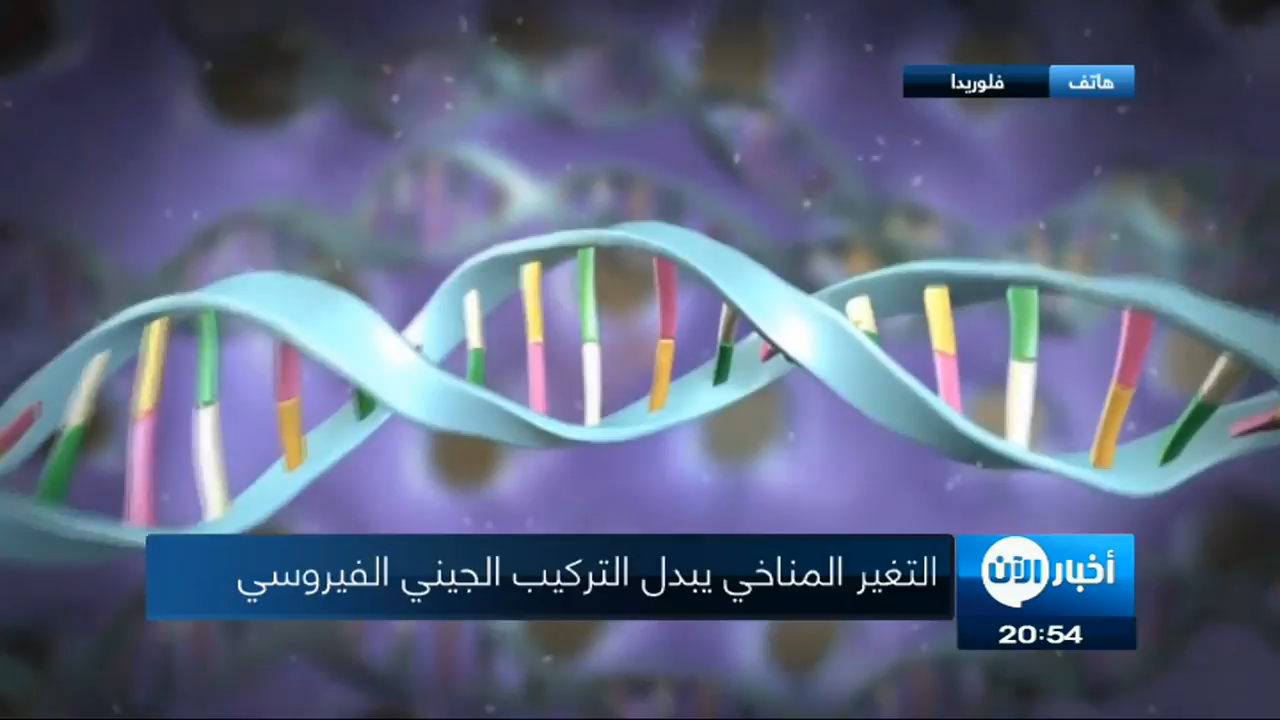 هاتف فلوريدا
التغير المناخي يبدل التركيب الجيني الفيروسي
أخبار الآن
20:54